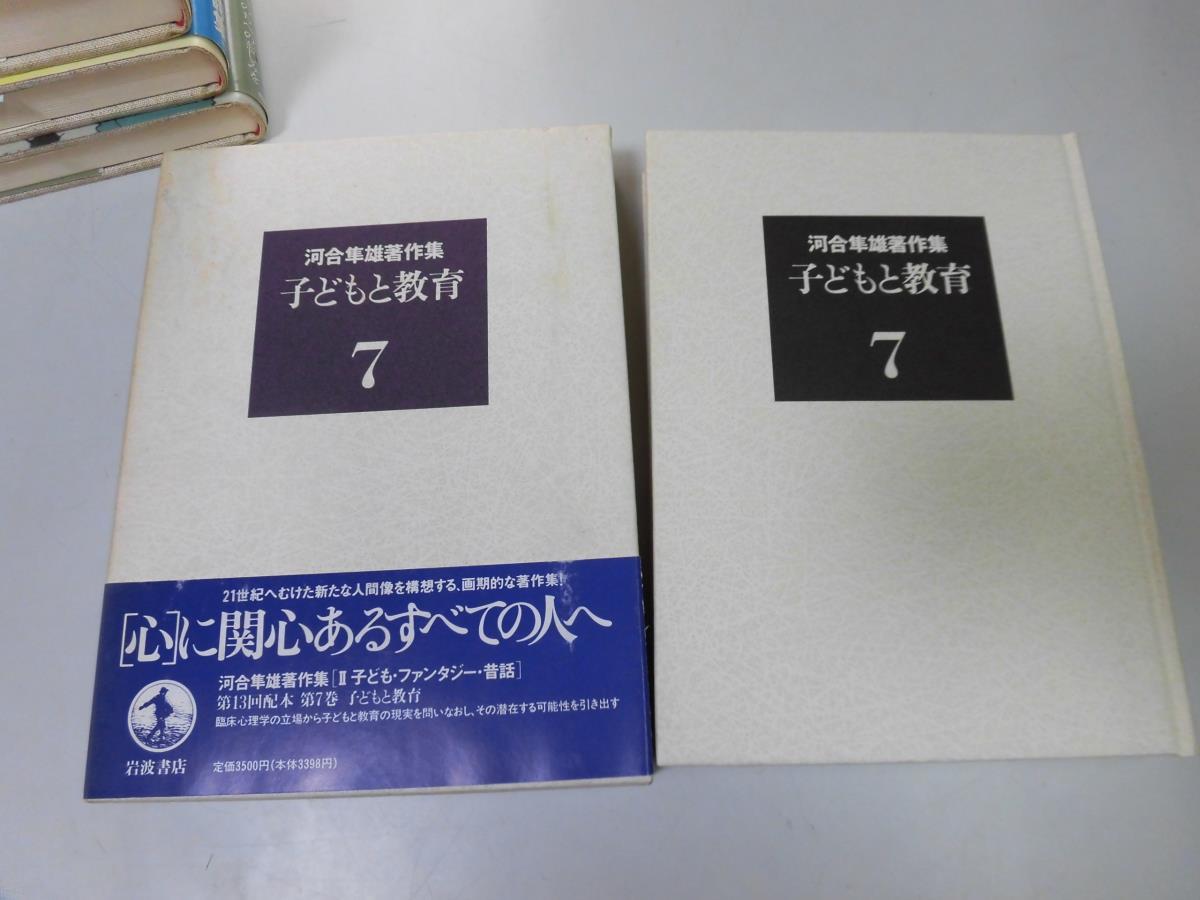 河合隼雄著作集
子どもと教育
7
21世紀へむけた新たな人間像を構想する、画期的な著作集!
[心]に関心あるすべての人へ
河合隼雄著作集[Ⅱ 子ども・ファンタジー・昔話]
第13回配本 第7巻 子どもと教育
臨床心理学の立場から子どもと教育の現実を問いなおし、その潜在する可能性を引き出す
岩波書店
定価3500円(本体3398円)
河合隼雄著作集
子どもと教育
7